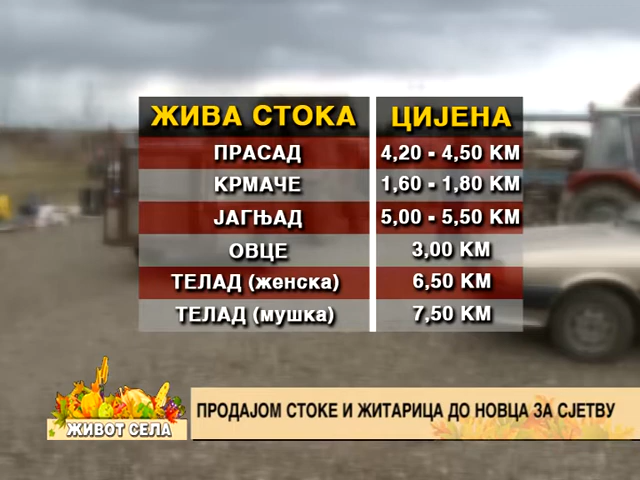 ЖИВА СТОКА ЦИЈЕНА
ПРАСАД 4,20 - 4,50 КМ
КРМАЧЕ 1,60 - 1,80 КМ
ЈАГЊАД 5,00 - 5,50 КМ
ОВЦЕ 3,00 КМ
ТЕЛАД (женска) 6,50 КМ
ТЕЛАД (мушка) 7,50 КМ
ПРОДАЈОМ СТОКЕ И ЖИТАРИЦА ДО НОВЦА ЗА СЈЕТВУ
ЖИВОТ СЕЛА